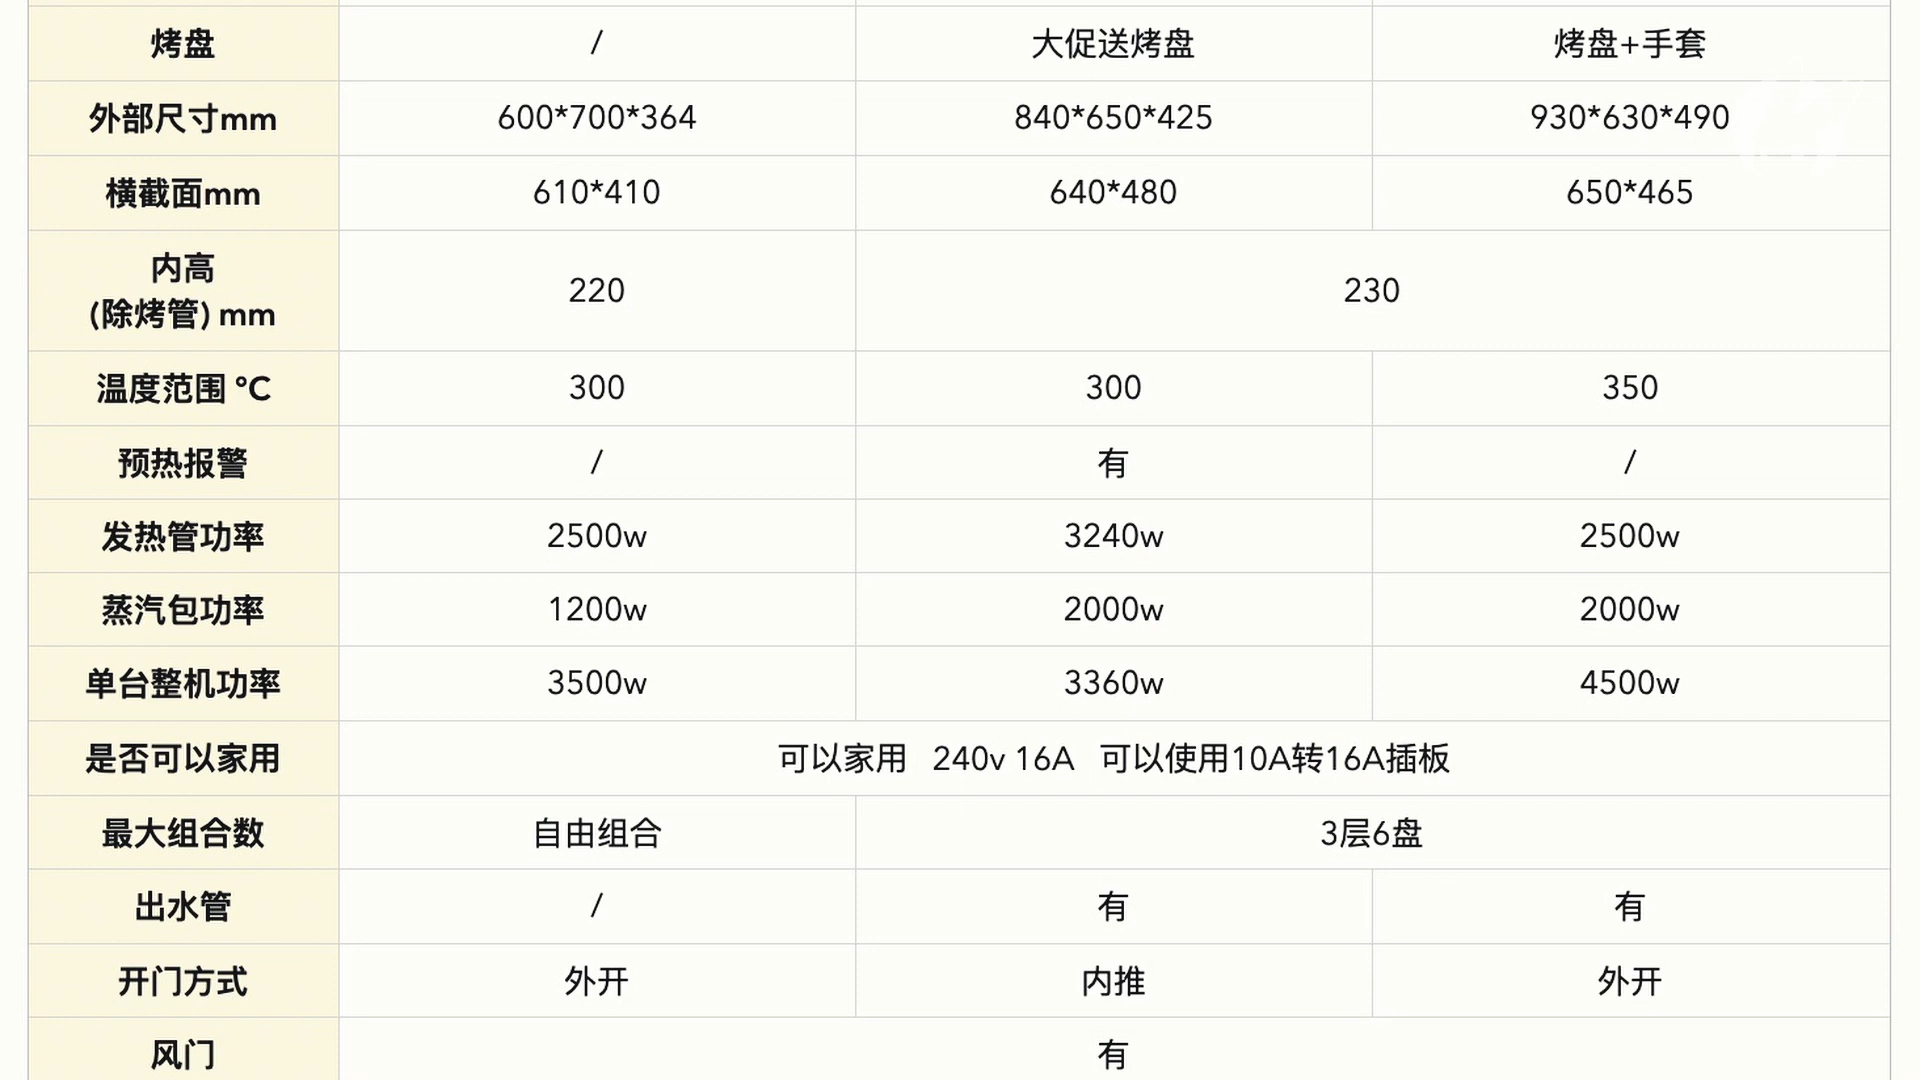 烤盘 / 大促送烤盘 烤盘+手套
外部尺寸mm 600*700*364 840*650*425 930*630*490
横截面mm 610*410 640*480 650*465
内高
(除烤管) mm 220 230
温度范围 °C 300 300 350
预热报警 / 有 /
发热管功率 2500w 3240w 2500w
蒸汽包功率 1200w 2000w 2000w
单台整机功率 3500w 3360w 4500w
是否可以家用 可以家用 240v 16A 可以使用10A转16A插板
最大组合数 自由组合 3层6盘
出水管 / 有 有
开门方式 外开 内推 外开
风门 有